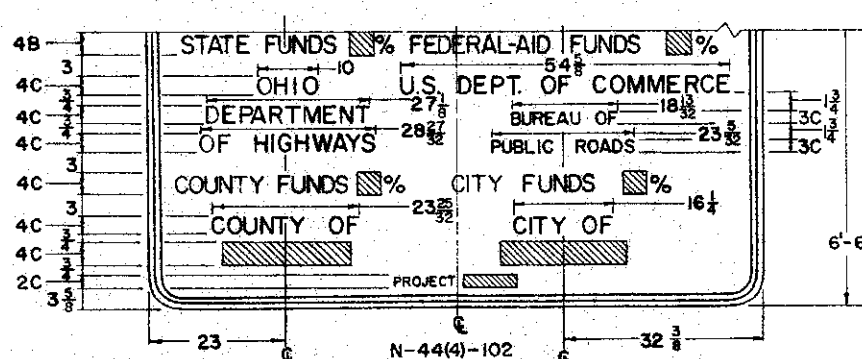 4B STATE FUNDS % FEDERAL-AID FUNDS %
3 10 54 5/8
4C OHIO U.S. DEPT. OF COMMERCE
3/4 27 1/8 18 13/32 1 3/4
4C DEPARTMENT BUREAU OF 3C
3/4 28 27/32 23 5/32 1 3/4
4C OF HIGHWAYS PUBLIC ROADS 3C
3
4C COUNTY FUNDS % CITY FUNDS %
3 23 25/32 16 1/4
4C COUNTY OF CITY OF
3/4
4C 6'-6
3/4
2C PROJECT
3 5/8
23 ℄ N-44(4)-102 ℄ ℄ 32 3/8